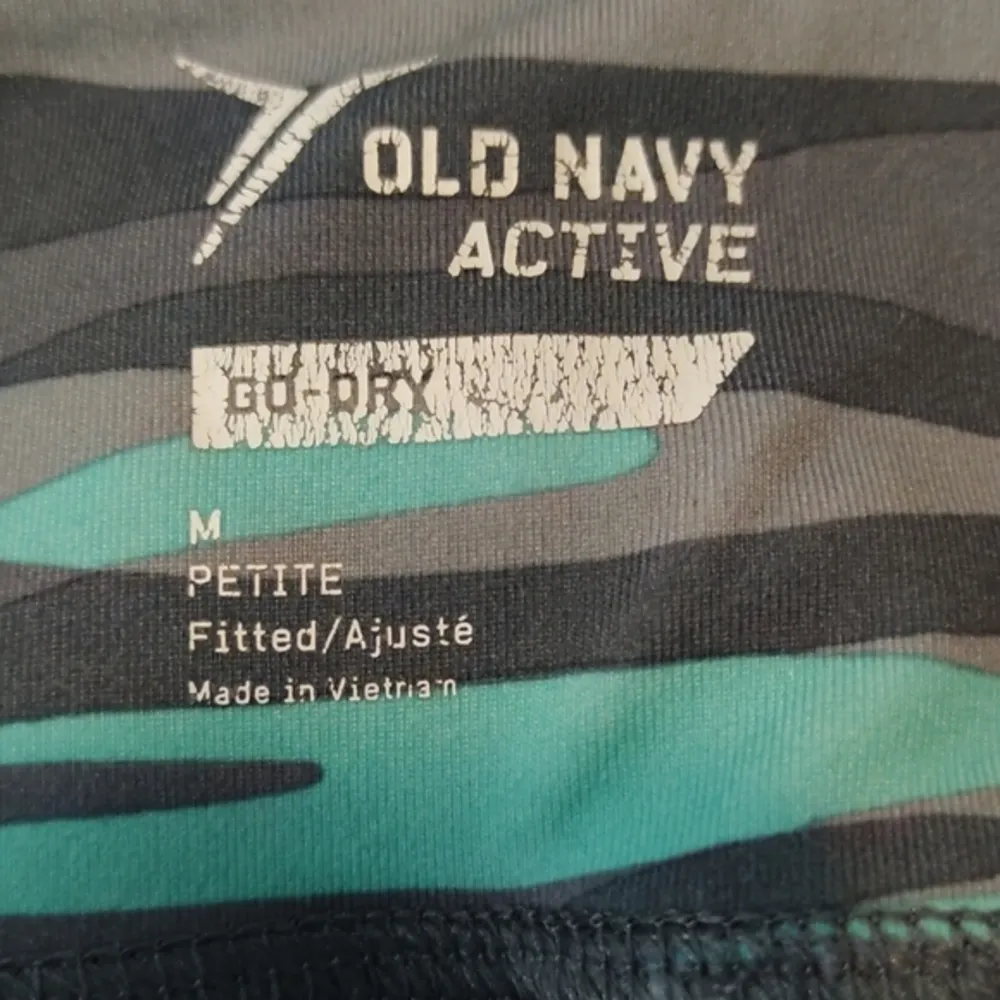 OLD NAVY
ACTIVE
GO-DRY
M
PETITE
Fitted/Ajusté
Made in Vietnam